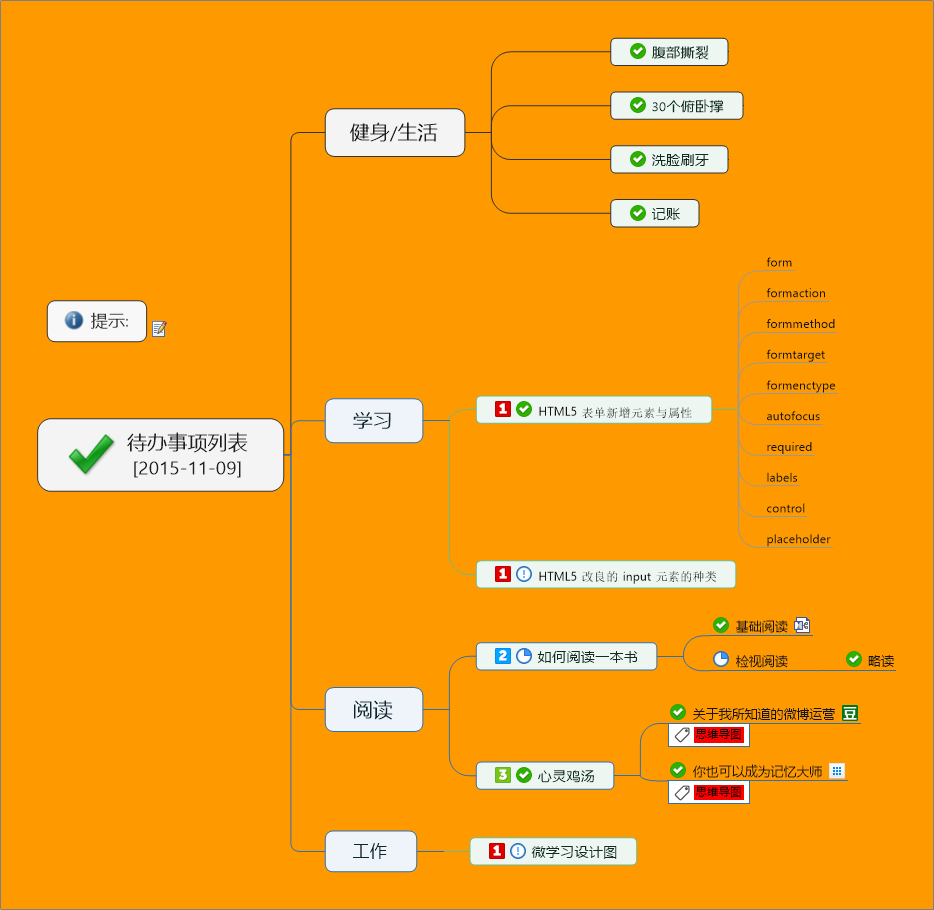 提示:
待办事项列表
[2015-11-09]
健身/生活
腹部撕裂
30个俯卧撑
洗脸刷牙
记账
学习
1 HTML5 表单新增元素与属性
form
formaction
formmethod
formtarget
formenctype
autofocus
required
labels
control
placeholder
1 HTML5 改良的 input 元素的种类
阅读
2 如何阅读一本书
基础阅读
检视阅读
略读
3 心灵鸡汤
关于我所知道的微博运营 豆
思维导图
你也可以成为记忆大师
思维导图
工作
1 微学习设计图